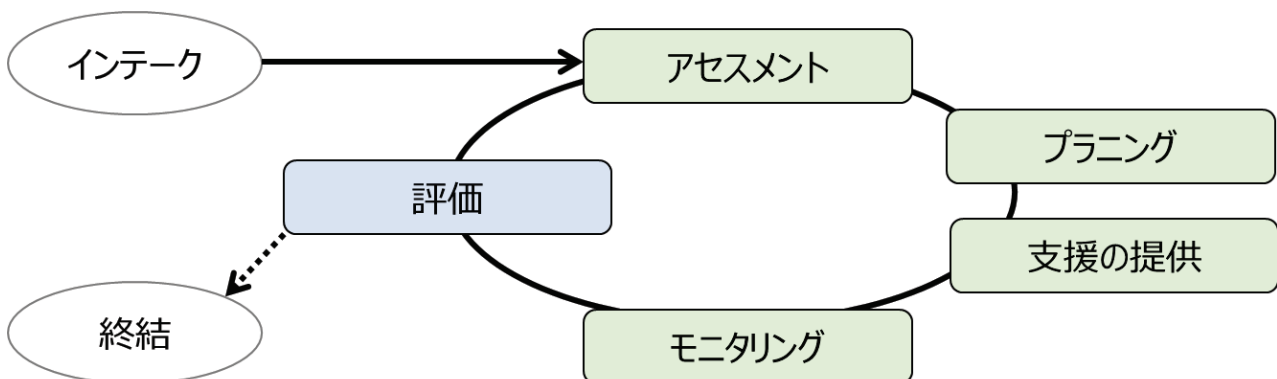 インテーク
アセスメント
プラニング
評価
支援の提供
終結
モニタリング